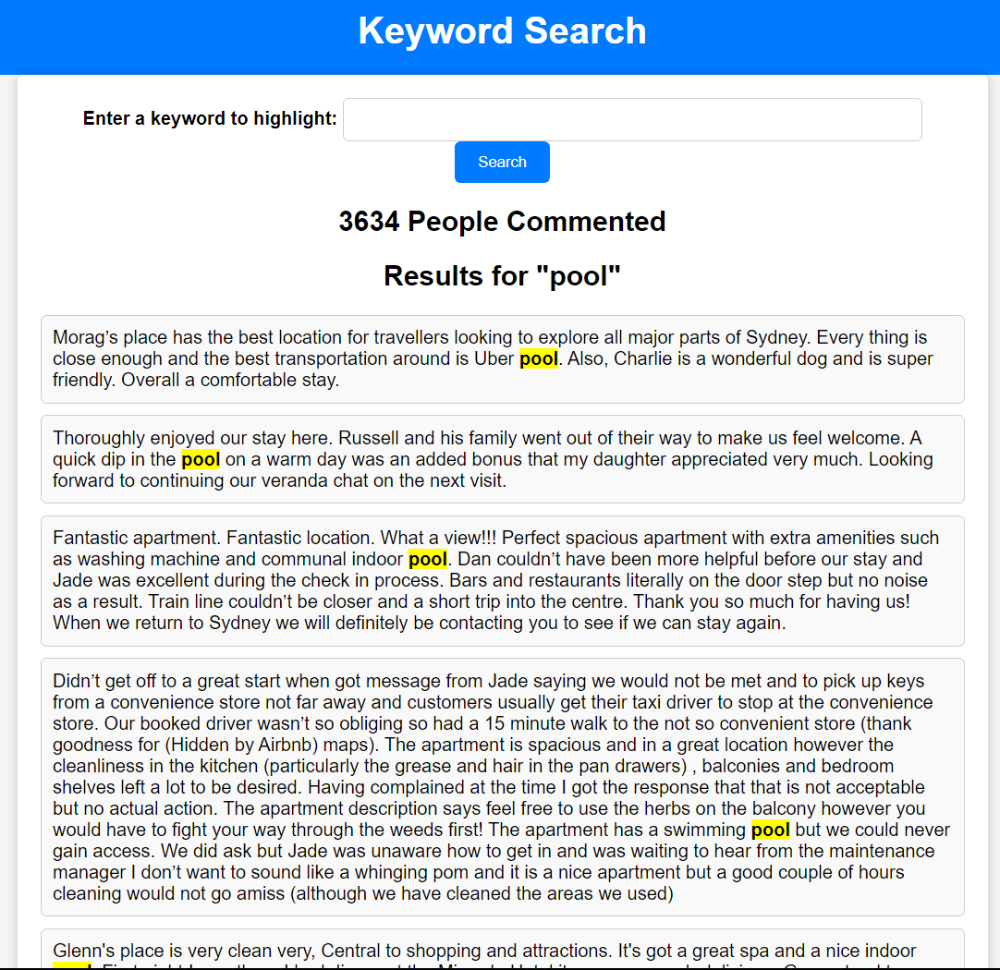 Keyword Search
Enter a keyword to highlight:
Search
3634 People Commented
Results for "pool"
Morag’s place has the best location for travellers looking to explore all major parts of Sydney. Every thing is
close enough and the best transportation around is Uber pool. Also, Charlie is a wonderful dog and is super
friendly. Overall a comfortable stay.
Thoroughly enjoyed our stay here. Russell and his family went out of their way to make us feel welcome. A
quick dip in the pool on a warm day was an added bonus that my daughter appreciated very much. Looking
forward to continuing our veranda chat on the next visit.
Fantastic apartment. Fantastic location. What a view!!! Perfect spacious apartment with extra amenities such
as washing machine and communal indoor pool. Dan couldn’t have been more helpful before our stay and
Jade was excellent during the check in process. Bars and restaurants literally on the door step but no noise
as a result. Train line couldn’t be closer and a short trip into the centre. Thank you so much for having us!
When we return to Sydney we will definitely be contacting you to see if we can stay again.
Didn’t get off to a great start when got message from Jade saying we would not be met and to pick up keys
from a convenience store not far away and customers usually get their taxi driver to stop at the convenience
store. Our booked driver wasn’t so obliging so had a 15 minute walk to the not so convenient store (thank
goodness for (Hidden by Airbnb) maps). The apartment is spacious and in a great location however the
cleanliness in the kitchen (particularly the grease and hair in the pan drawers) , balconies and bedroom
shelves left a lot to be desired. Having complained at the time I got the response that that is not acceptable
but no actual action. The apartment description says feel free to use the herbs on the balcony however you
would have to fight your way through the weeds first! The apartment has a swimming pool but we could never
gain access. We did ask but Jade was unaware how to get in and was waiting to hear from the maintenance
manager I don’t want to sound like a whinging pom and it is a nice apartment but a good couple of hours
cleaning would not go amiss (although we have cleaned the areas we used)
Glenn's place is very clean very, Central to shopping and attractions. It's got a great spa and a nice indoor